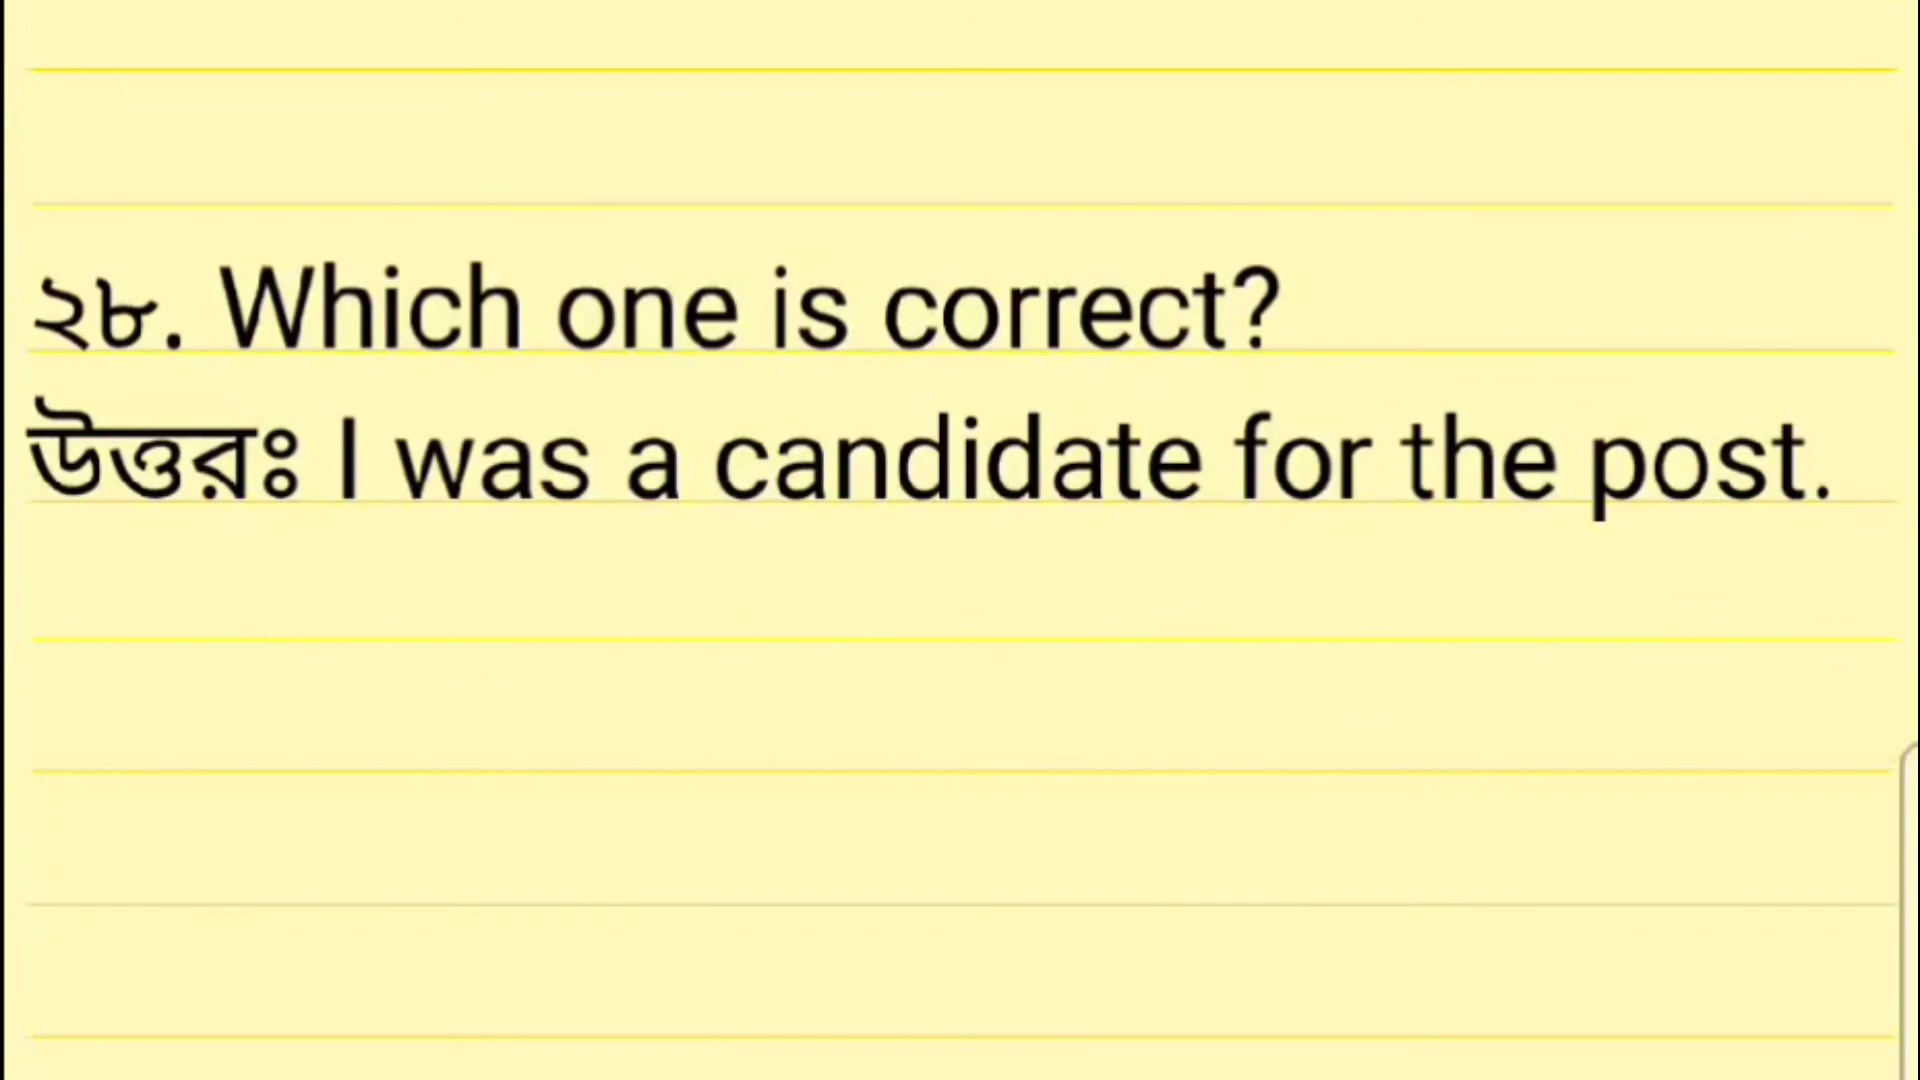 ২৮. Which one is correct?
উত্তরঃ I was a candidate for the post.